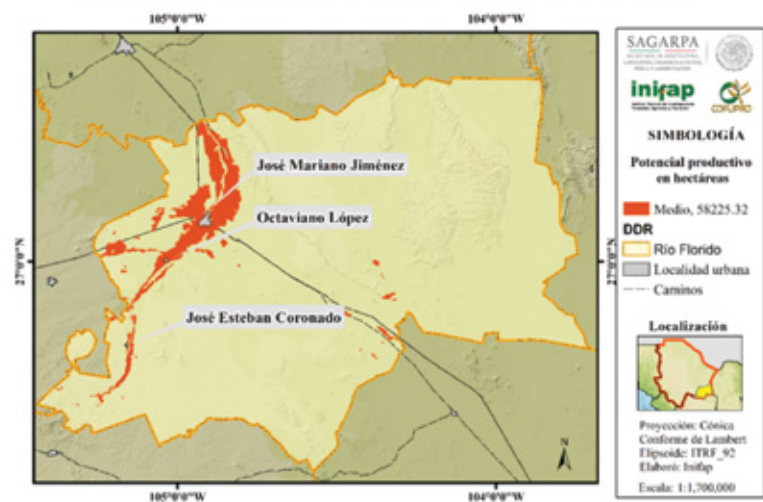 105°0'0"W
104°0'0"W
27°0'0"N
27°0'0"N
José Mariano Jiménez
Octaviano López
José Esteban Coronado
N
105°0'0"W
104°0'0"W
SAGARPA
inifap
COFUPRO
SIMBOLOGÍA
Potencial productivo
en hectáreas
Medio, 58225.32
DDR
Río Florido
Localidad urbana
Caminos
Localización
Proyección: Cónica
Conforme de Lambert
Elipsoide: ITRF_92
Elaboró: Inifap
Escala: 1:1,700,000